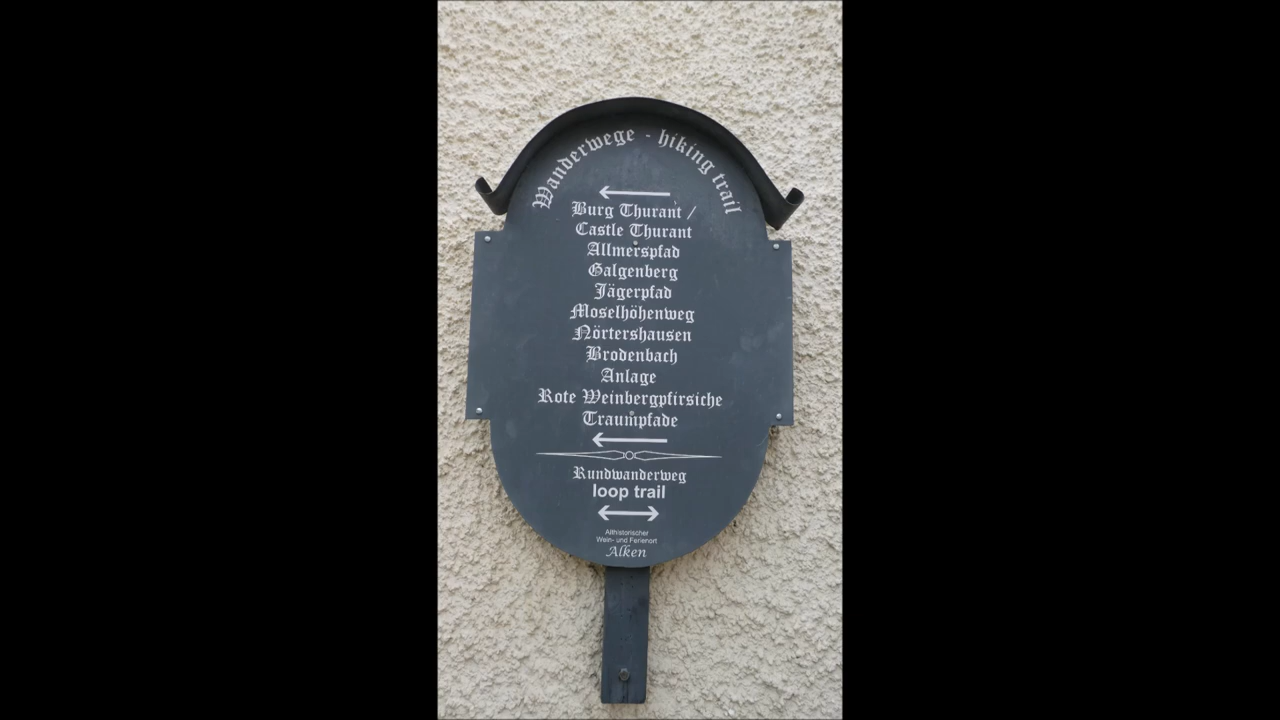 Wanderwege - hiking trail
Burg Thurant /
Castle Thurant
Allmerspfad
Galgenberg
Jägerpfad
Moselhöhenweg
Nörtershausen
Brodenbach
Anlage
Rote Weinbergpfirsiche
Traumpfade
Rundwanderweg
loop trail
Althistorischer
Wein- und Ferienort
Alken